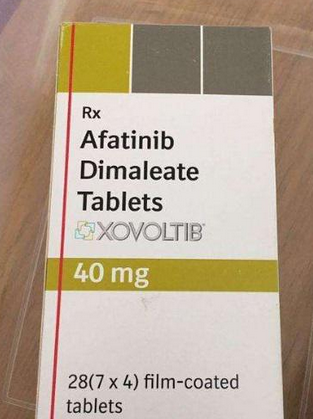 Rx
Afatinib
Dimaleate
Tablets
XOVOLTIB
40 mg
28(7 x 4) film-coated
tablets